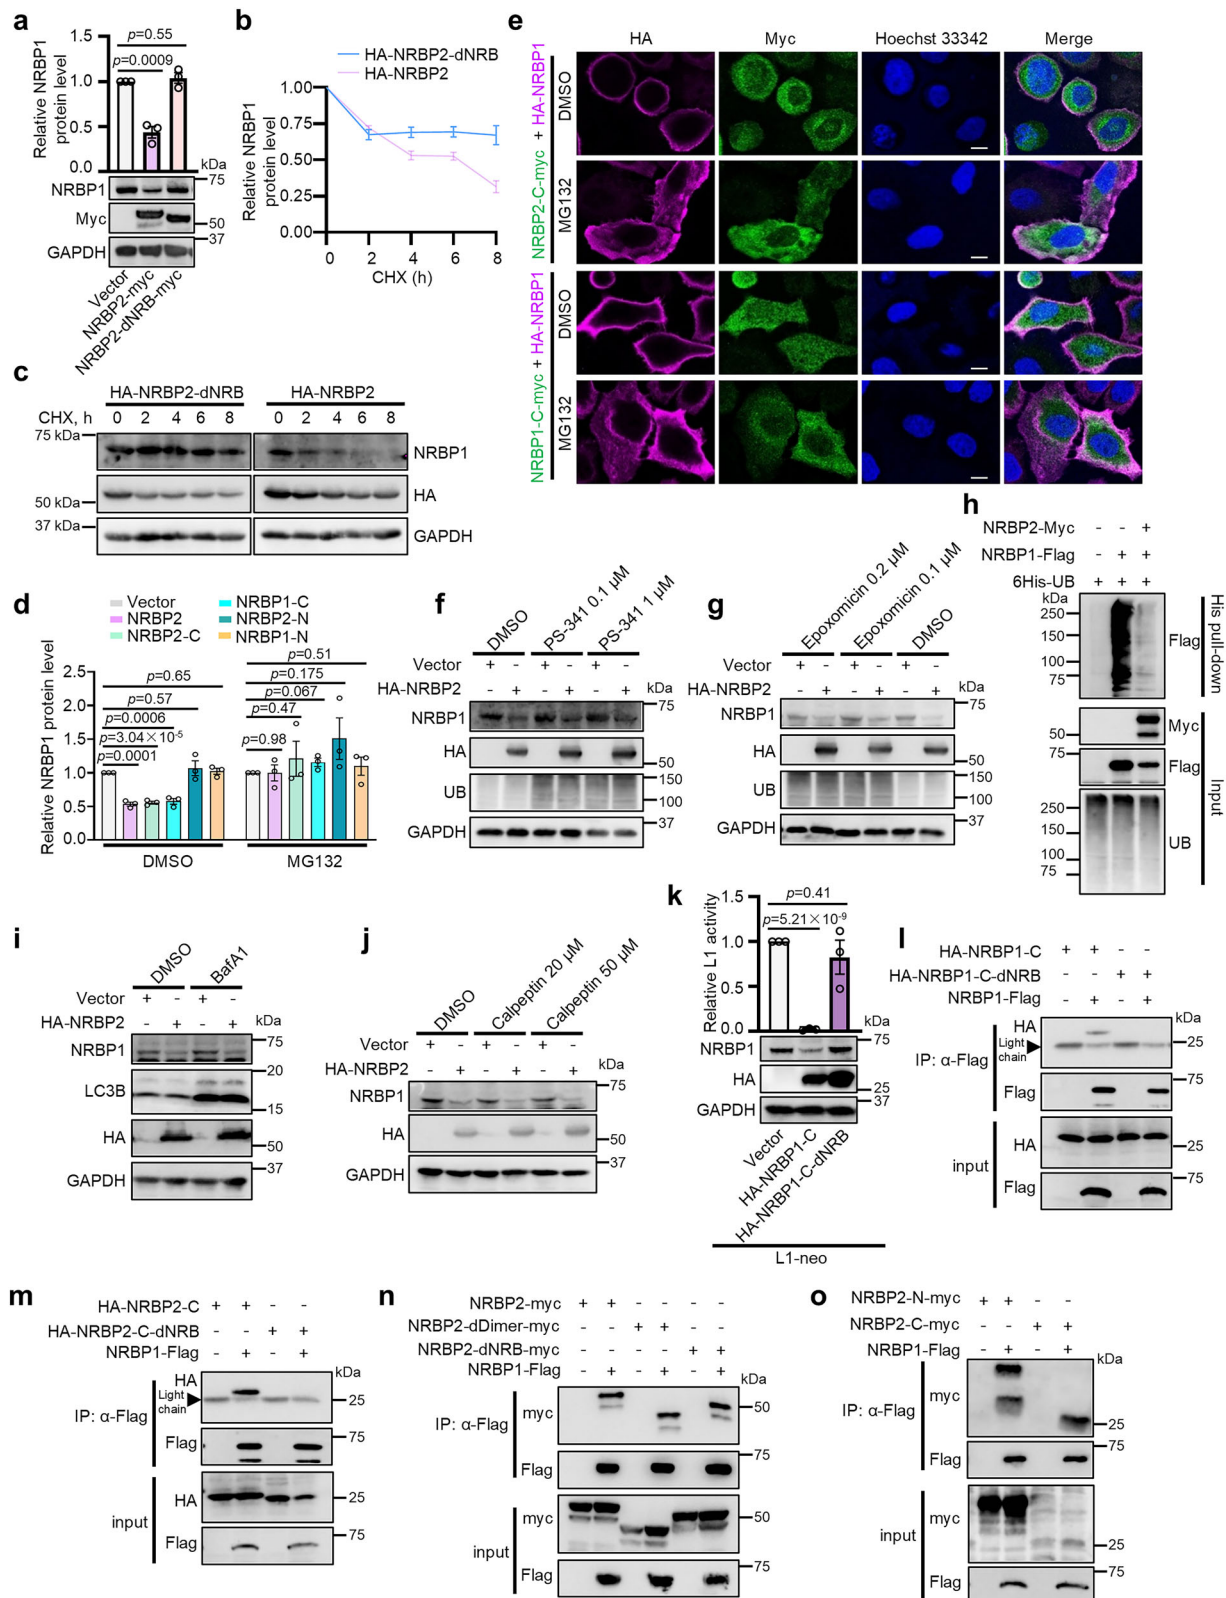 a
p=0.55
p=0.0009
Relative NRBP1
protein level
1.5
1.0
0.5
0.0
kDa
NRBP1
75
Myc
50
37
GAPDH
Vector
NRBP2-myc
NRBP2-dNRB-myc
b
HA-NRBP2-dNRB
HA-NRBP2
Relative NRBP1
protein level
1.00
0.75
0.50
0.25
0.00
0 2 4 6 8
CHX (h)
c
HA-NRBP2-dNRB HA-NRBP2
CHX, h 0 2 4 6 8 0 2 4 6 8
75 kDa
NRBP1
50 kDa
HA
37 kDa
GAPDH
d
Vector NRBP1-C
NRBP2 NRBP2-N
NRBP2-C NRBP1-N
Relative NRBP1 protein level
2.5
2.0
1.5
1.0
0.5
0.0
p=0.65
p=0.57
p=0.0006
p=3.04×10-5
p=0.0001
p=0.51
p=0.175
p=0.067
p=0.47
p=0.98
DMSO MG132
e
HA Myc Hoechst 33342 Merge
NRBP2-C-myc + HA-NRBP1
DMSO
MG132
NRBP1-C-myc + HA-NRBP1
DMSO
MG132
f
DMSO PS-341 0.1 µM PS-341 1 µM
Vector + - + - + -
HA-NRBP2 - + - + - +
kDa
NRBP1 75
HA 50
UB 150
100
GAPDH 37
g
Epoxomicin 0.2 µM Epoxomicin 0.1 µM DMSO
Vector + - + - + -
HA-NRBP2 - + - + - +
kDa
NRBP1 75
HA 50
UB 150
100
GAPDH 37
h
NRBP2-Myc - - +
NRBP1-Flag - + +
6His-UB + + +
kDa
250
150
100
75
Flag
His pull-down
50
Myc
75
Flag
250
150
100
75
UB
Input
i
DMSO BafA1
Vector + - + -
HA-NRBP2 - + - +
kDa
NRBP1 75
LC3B 20
15
HA 50
GAPDH 37
j
DMSO Calpeptin 20 µM Calpeptin 50 µM
Vector + - + - + -
HA-NRBP2 - + - + - +
kDa
NRBP1 75
HA 50
GAPDH 37
k
p=0.41
p=5.21×10-9
Relative L1 activity
1.5
1.0
0.5
0.0
kDa
NRBP1 75
HA 25
GAPDH 37
Vector
HA-NRBP1-C
HA-NRBP1-C-dNRB
L1-neo
l
HA-NRBP1-C + + - -
HA-NRBP1-C-dNRB - - + +
NRBP1-Flag - + - +
kDa
IP: α-Flag
HA
Light
chain
25
Flag 75
input
HA 25
Flag 75
m
HA-NRBP2-C + + - -
HA-NRBP2-C-dNRB - - + +
NRBP1-Flag - + - +
kDa
IP: α-Flag
HA
Light
chain
25
Flag 75
input
HA 25
Flag 75
n
NRBP2-myc + + - - - -
NRBP2-dDimer-myc - - + + - -
NRBP2-dNRB-myc - - - - + +
NRBP1-Flag - + - + - +
kDa
IP: α-Flag
myc 50
Flag 75
input
myc 50
Flag 75
o
NRBP2-N-myc + + - -
NRBP2-C-myc - - + +
NRBP1-Flag - + - +
kDa
IP: α-Flag
myc 25
Flag 75
input
myc 25
Flag 75